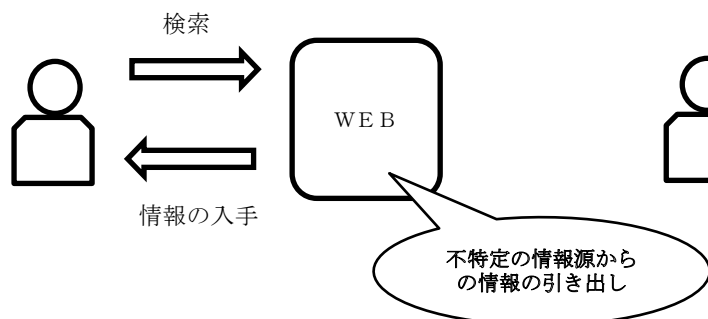 検索
ＷＥＢ
情報の入手
不特定の情報源から
の情報の引き出し